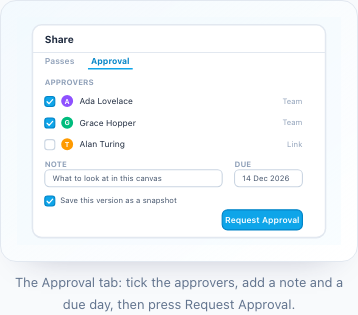 Share
Passes Approval
APPROVERS
A Ada Lovelace Team
G Grace Hopper Team
T Alan Turing Link
NOTE DUE
What to look at in this canvas 14 Dec 2026
Save this version as a snapshot
Request Approval
The Approval tab: tick the approvers, add a note and a
due day, then press Request Approval.